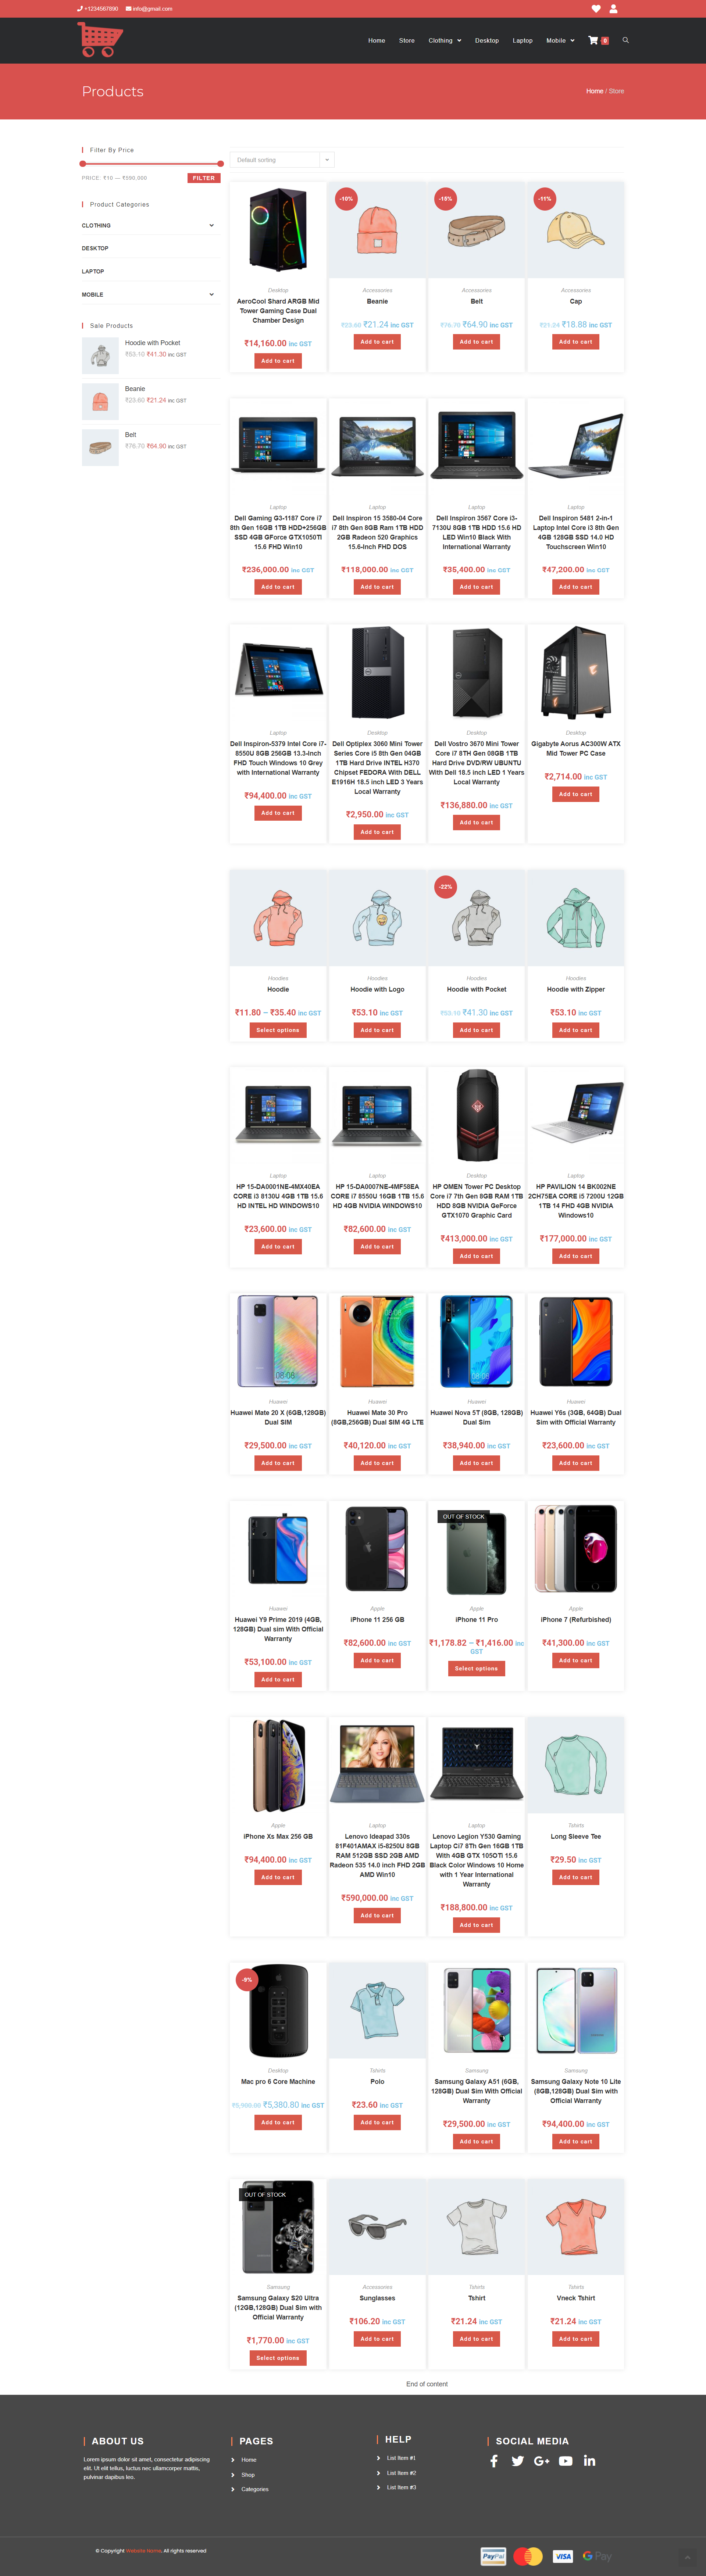 +1234567890 info@gmail.com
Home Store Clothing Desktop Laptop Mobile 0
Products
Home / Store
Filter By Price
PRICE: ₹10 — ₹590,000 FILTER
Product Categories
CLOTHING
DESKTOP
LAPTOP
MOBILE
Sale Products
Hoodie with Pocket
₹53.10 ₹41.30 inc GST
Beanie
₹23.60 ₹21.24 inc GST
Belt
₹76.70 ₹64.90 inc GST
Default sorting
Desktop
AeroCool Shard ARGB Mid
Tower Gaming Case Dual
Chamber Design
₹14,160.00 inc GST
Add to cart
-10%
Accessories
Beanie
₹23.60 ₹21.24 inc GST
Add to cart
-15%
Accessories
Belt
₹76.70 ₹64.90 inc GST
Add to cart
-11%
Accessories
Cap
₹21.24 ₹18.88 inc GST
Add to cart
Laptop
Dell Gaming G3-1187 Core i7
8th Gen 16GB 1TB HDD+256GB
SSD 4GB GForce GTX1050TI
15.6 FHD Win10
₹236,000.00 inc GST
Add to cart
Laptop
Dell Inspiron 15 3580-04 Core
i7 8th Gen 8GB Ram 1TB HDD
2GB Radeon 520 Graphics
15.6-Inch FHD DOS
₹118,000.00 inc GST
Add to cart
Laptop
Dell Inspiron 3567 Core i3-
7130U 8GB 1TB HDD 15.6 HD
LED Win10 Black With
International Warranty
₹35,400.00 inc GST
Add to cart
Laptop
Dell Inspiron 5481 2-in-1
Laptop Intel Core i3 8th Gen
4GB 128GB SSD 14.0 HD
Touchscreen Win10
₹47,200.00 inc GST
Add to cart
Laptop
Dell Inspiron-5379 Intel Core i7-
8550U 8GB 256GB 13.3-inch
FHD Touch Windows 10 Grey
with International Warranty
₹94,400.00 inc GST
Add to cart
Desktop
Dell Optiplex 3060 Mini Tower
Series Core i5 8th Gen 04GB
1TB Hard Drive INTEL H370
Chipset FEDORA With DELL
E1916H 18.5 inch LED 3 Years
Local Warranty
₹2,950.00 inc GST
Add to cart
Desktop
Dell Vostro 3670 Mini Tower
Core i7 8TH Gen 08GB 1TB
Hard Drive DVD/RW UBUNTU
With Dell 18.5 inch LED 1 Years
Local Warranty
₹136,880.00 inc GST
Add to cart
Desktop
Gigabyte Aorus AC300W ATX
Mid Tower PC Case
₹2,714.00 inc GST
Add to cart
Hoodies
Hoodie
₹11.80 – ₹35.40 inc GST
Select options
Hoodies
Hoodie with Logo
₹53.10 inc GST
Add to cart
-22%
Hoodies
Hoodie with Pocket
₹53.10 ₹41.30 inc GST
Add to cart
Hoodies
Hoodie with Zipper
₹53.10 inc GST
Add to cart
Laptop
HP 15-DA0001NE-4MX40EA
CORE i3 8130U 4GB 1TB 15.6
HD INTEL HD WINDOWS10
₹23,600.00 inc GST
Add to cart
Laptop
HP 15-DA0007NE-4MF58EA
CORE i7 8550U 16GB 1TB 15.6
HD 4GB NVIDIA WINDOWS10
₹82,600.00 inc GST
Add to cart
Desktop
HP OMEN Tower PC Desktop
Core i7 7th Gen 8GB RAM 1TB
HDD 8GB NVIDIA GeForce
GTX1070 Graphic Card
₹413,000.00 inc GST
Add to cart
Laptop
HP PAVILION 14 BK002NE
2CH75EA CORE i5 7200U 12GB
1TB 14 FHD 4GB NVIDIA
Windows10
₹177,000.00 inc GST
Add to cart
Huawei
Huawei Mate 20 X (6GB,128GB)
Dual SIM
₹29,500.00 inc GST
Add to cart
Huawei
Huawei Mate 30 Pro
(8GB,256GB) Dual SIM 4G LTE
₹40,120.00 inc GST
Add to cart
Huawei
Huawei Nova 5T (8GB, 128GB)
Dual Sim
₹38,940.00 inc GST
Add to cart
Huawei
Huawei Y6s (3GB, 64GB) Dual
Sim with Official Warranty
₹23,600.00 inc GST
Add to cart
Huawei
Huawei Y9 Prime 2019 (4GB,
128GB) Dual sim With Official
Warranty
₹53,100.00 inc GST
Add to cart
Apple
iPhone 11 256 GB
₹82,600.00 inc GST
Add to cart
OUT OF STOCK
Apple
iPhone 11 Pro
₹1,178.82 – ₹1,416.00 inc
GST
Select options
Apple
iPhone 7 (Refurbished)
₹41,300.00 inc GST
Add to cart
Apple
iPhone Xs Max 256 GB
₹94,400.00 inc GST
Add to cart
Laptop
Lenovo Ideapad 330s
81F401AMAX i5-8250U 8GB
RAM 512GB SSD 2GB AMD
Radeon 535 14.0 inch FHD 2GB
AMD Win10
₹590,000.00 inc GST
Add to cart
Laptop
Lenovo Legion Y530 Gaming
Laptop Ci7 8Th Gen 16GB 1TB
With 4GB GTX 105OTi 15.6
Black Color Windows 10 Home
with 1 Year International
Warranty
₹188,800.00 inc GST
Add to cart
Tshirts
Long Sleeve Tee
₹29.50 inc GST
Add to cart
-9%
Desktop
Mac pro 6 Core Machine
₹5,900.00 ₹5,380.80 inc GST
Add to cart
Tshirts
Polo
₹23.60 inc GST
Add to cart
Samsung
Samsung Galaxy A51 (6GB,
128GB) Dual Sim With Official
Warranty
₹29,500.00 inc GST
Add to cart
Samsung
Samsung Galaxy Note 10 Lite
(8GB,128GB) Dual Sim with
Official Warranty
₹94,400.00 inc GST
Add to cart
OUT OF STOCK
Samsung
Samsung Galaxy S20 Ultra
(12GB,128GB) Dual Sim with
Official Warranty
₹1,770.00 inc GST
Select options
Accessories
Sunglasses
₹106.20 inc GST
Add to cart
Tshirts
Tshirt
₹21.24 inc GST
Add to cart
Tshirts
Vneck Tshirt
₹21.24 inc GST
Add to cart
End of content
ABOUT US
Lorem ipsum dolor sit amet, consectetur adipiscing
elit. Ut elit tellus, luctus nec ullamcorper mattis,
pulvinar dapibus leo.
PAGES
Home
Shop
Categories
HELP
List Item #1
List Item #2
List Item #3
SOCIAL MEDIA
© Copyright Website Name. All rights reserved
PayPal MasterCard VISA G Pay